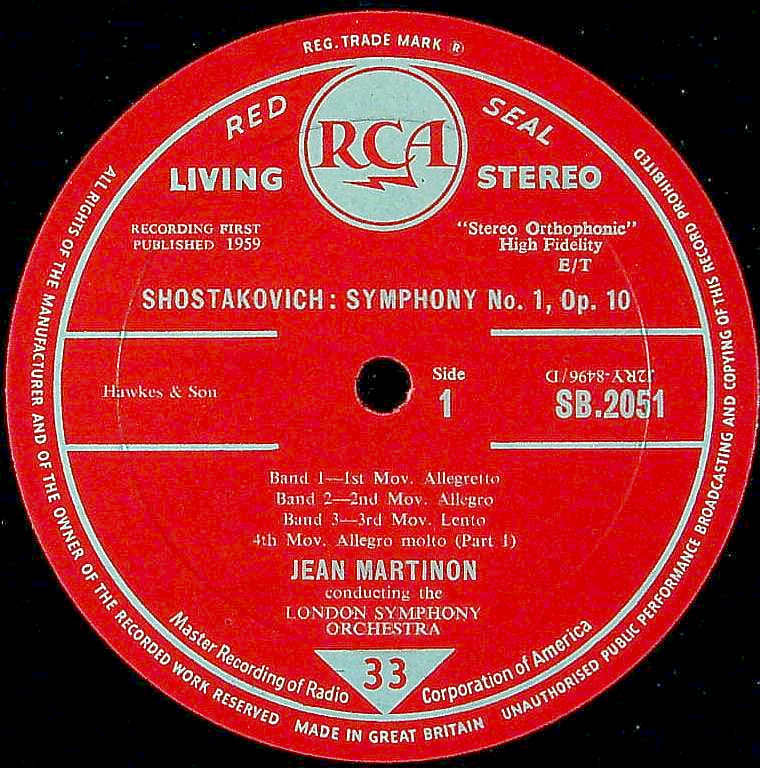 REG. TRADE MARK ®
RED SEAL
RCA
LIVING STEREO
RECORDING FIRST
PUBLISHED 1959
"Stereo Orthophonic"
High Fidelity
E/T
SHOSTAKOVICH: SYMPHONY No. 1, Op. 10
Hawkes & Son
Side
1
J2RY-8496 D/
SB.2051
Band 1—1st Mov. Allegretto
Band 2—2nd Mov. Allegro
Band 3—3rd Mov. Lento
4th Mov. Allegro molto (Part 1)
JEAN MARTINON
conducting the
LONDON SYMPHONY
ORCHESTRA
33
Master Recording of Radio Corporation of America
ALL RIGHTS OF THE MANUFACTURER AND OF THE OWNER OF THE RECORDED WORK RESERVED
MADE IN GREAT BRITAIN
UNAUTHORISED PUBLIC PERFORMANCE BROADCASTING AND COPYING OF THIS RECORD PROHIBITED